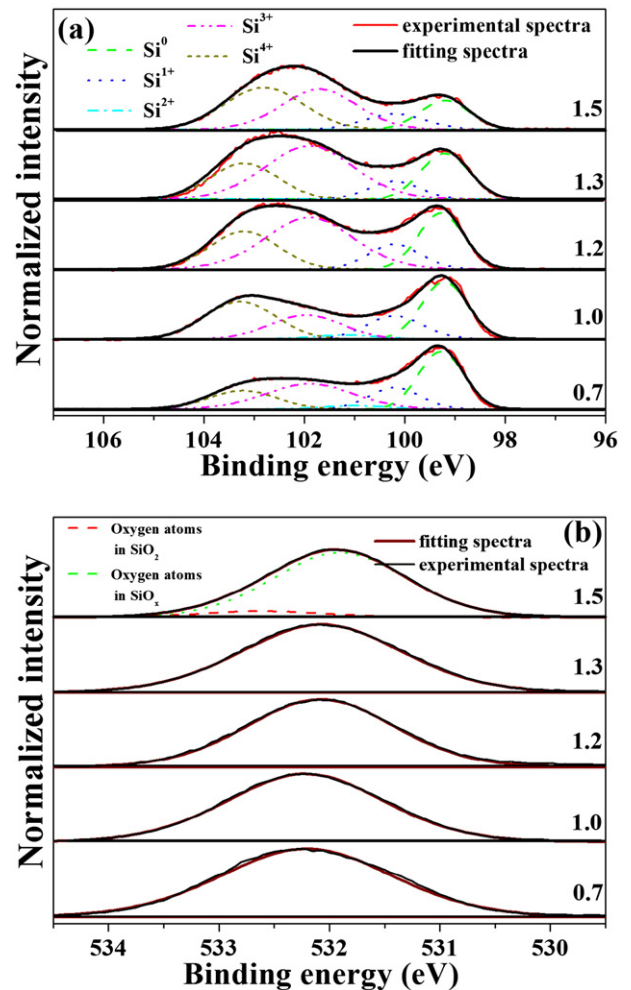 (a)
Si3+
Si0
Si4+
Si1+
Si2+
experimental spectra
fitting spectra
1.5
1.3
1.2
1.0
0.7
Normalized intensity
106 104 102 100 98 96
Binding energy (eV)
(b)
Oxygen atoms
in SiO2
Oxygen atoms
in SiOx
fitting spectra
experimental spectra
1.5
1.3
1.2
1.0
0.7
Normalized intensity
534 533 532 531 530
Binding energy (eV)